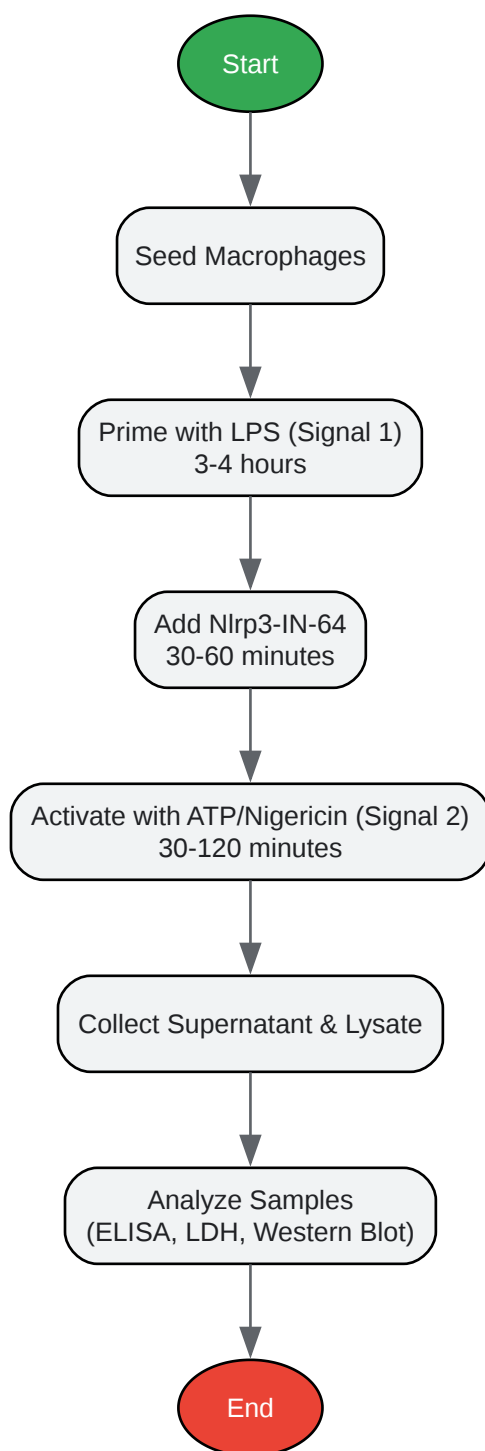 Start
Seed Macrophages
Prime with LPS (Signal 1)
3-4 hours
Add Nlrp3-IN-64
30-60 minutes
Activate with ATP/Nigericin (Signal 2)
30-120 minutes
Collect Supernatant & Lysate
Analyze Samples
(ELISA, LDH, Western Blot)
End